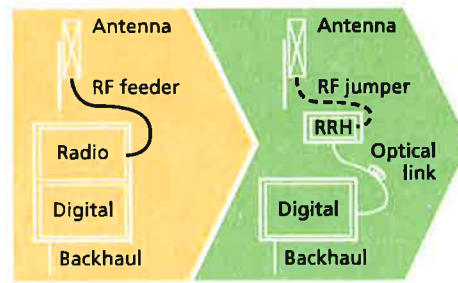 Antenna
RF feeder
Radio
Digital
Backhaul
Antenna
RF jumper
RRH
Optical
link
Digital
Backhaul